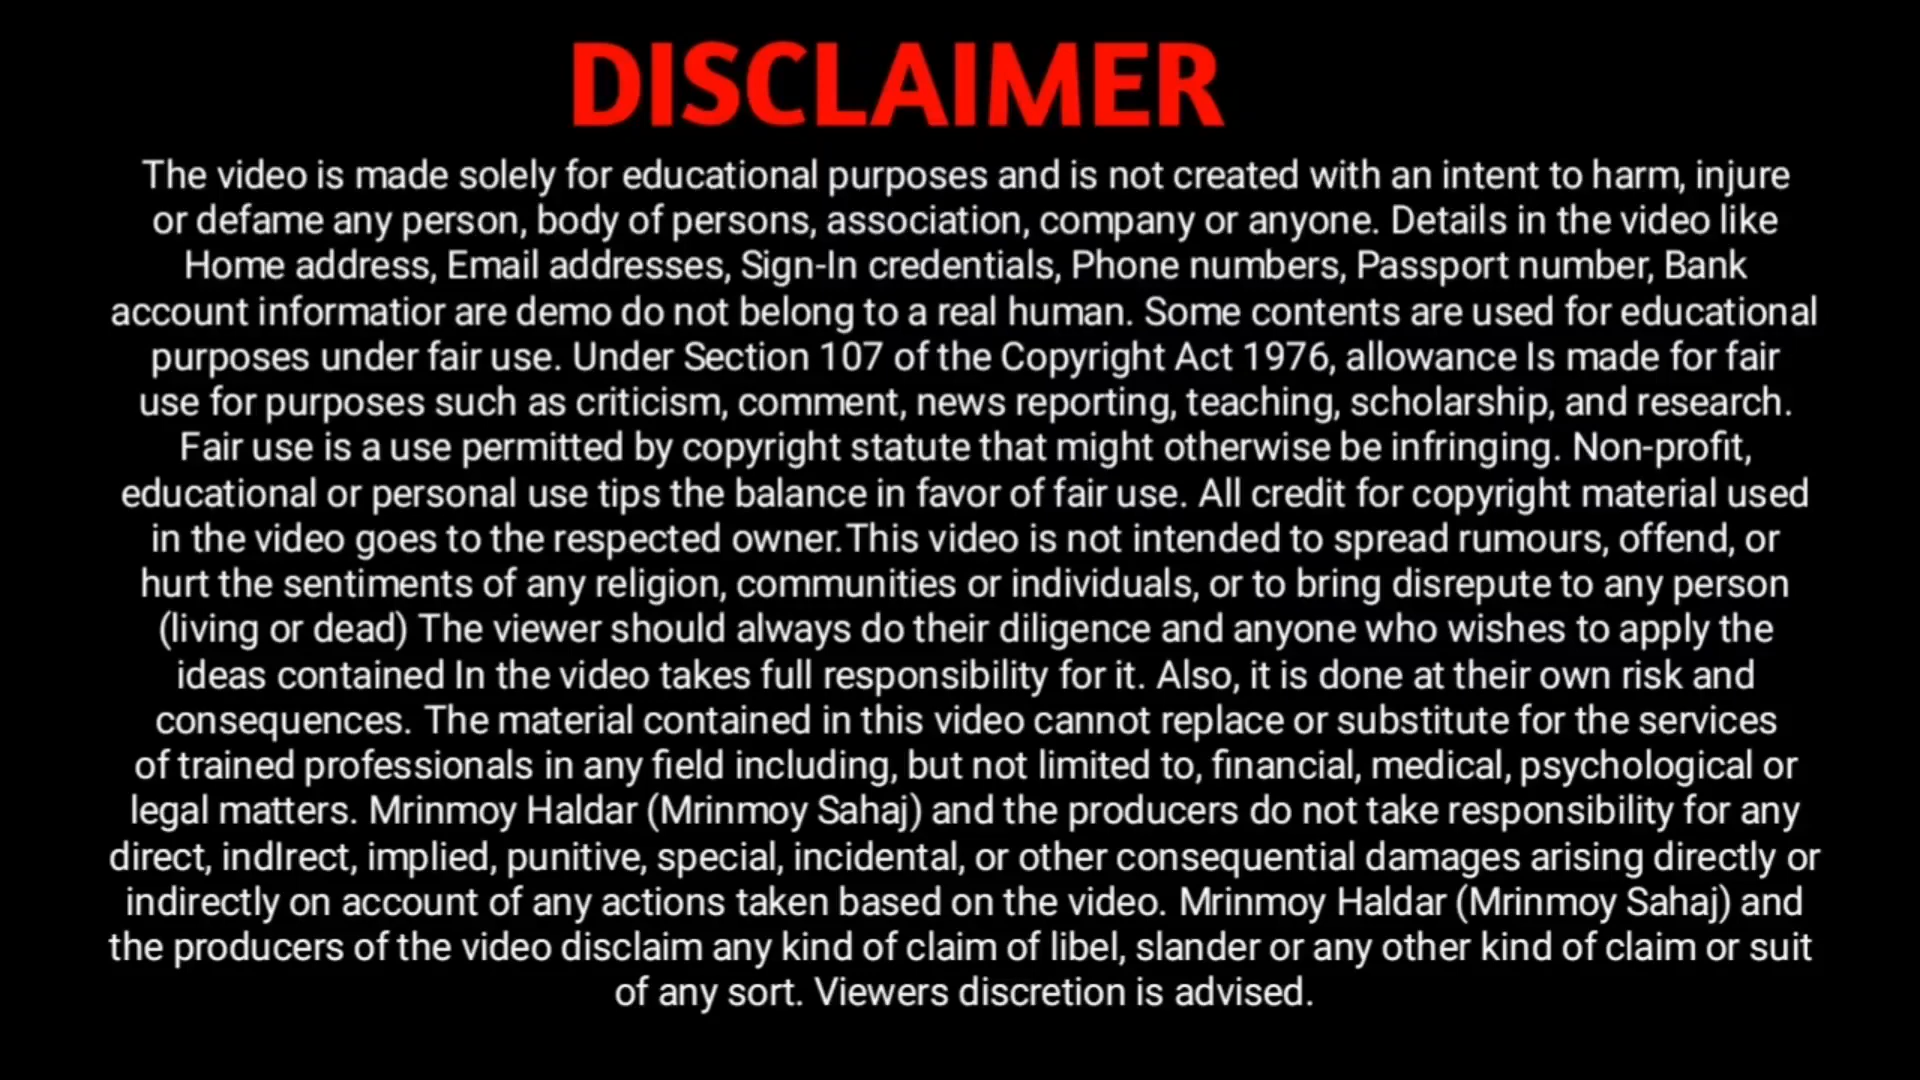 DISCLAIMER
The video is made solely for educational purposes and is not created with an intent to harm, injure
or defame any person, body of persons, association, company or anyone. Details in the video like
Home address, Email addresses, Sign-In credentials, Phone numbers, Passport number, Bank
account informatior are demo do not belong to a real human. Some contents are used for educational
purposes under fair use. Under Section 107 of the Copyright Act 1976, allowance Is made for fair
use for purposes such as criticism, comment, news reporting, teaching, scholarship, and research.
Fair use is a use permitted by copyright statute that might otherwise be infringing. Non-profit,
educational or personal use tips the balance in favor of fair use. All credit for copyright material used
in the video goes to the respected owner.This video is not intended to spread rumours, offend, or
hurt the sentiments of any religion, communities or individuals, or to bring disrepute to any person
(living or dead) The viewer should always do their diligence and anyone who wishes to apply the
ideas contained In the video takes full responsibility for it. Also, it is done at their own risk and
consequences. The material contained in this video cannot replace or substitute for the services
of trained professionals in any field including, but not limited to, financial, medical, psychological or
legal matters. Mrinmoy Haldar (Mrinmoy Sahaj) and the producers do not take responsibility for any
direct, indIrect, implied, punitive, special, incidental, or other consequential damages arising directly or
indirectly on account of any actions taken based on the video. Mrinmoy Haldar (Mrinmoy Sahaj) and
the producers of the video disclaim any kind of claim of libel, slander or any other kind of claim or suit
of any sort. Viewers discretion is advised.